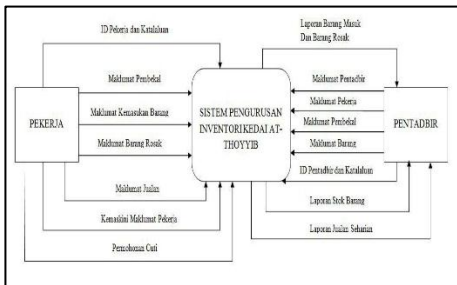 ID Pekerja dan Katalaluan
Laporan Barang Masuk
Dan Barang Rosak
Maklumat Pembekal
Maklumat Pentadbir
Maklumat Kemasukan Barang
Maklumat Pekerja
PEKERJA
SISTEM PENGURUSAN
INVENTORI KEDAI AT-
THOYYIB
Maklumat Pembekal
PENTADBIR
Maklumat Barang Rosak
Maklumat Barang
ID Pentadbir dan Katalaluan
Maklumat Jualan
Laporan Stok Barang
Kemaskini Maklumat Pekerja
Laporan Jualan Seharian
Permohonan Cuti